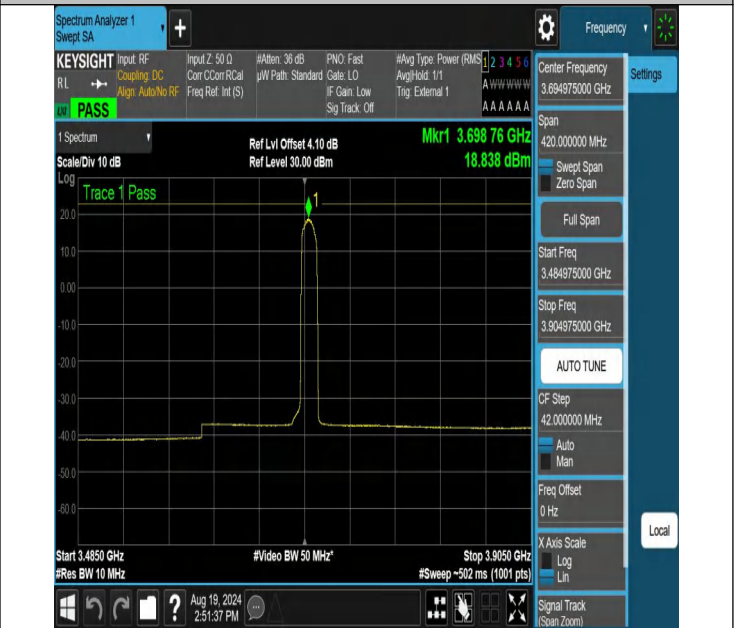 Spectrum Analyzer 1
Swept SA
+
Frequency
KEYSIGHT
Input: RF
Coupling: DC
Align: Auto/No RF
Input Z: 50 Ω
Corr CCorr RCal
Freq Ref: Int (S)
#Atten: 36 dB
µW Path: Standard
PNO: Fast
Gate: LO
IF Gain: Low
Sig Track: Off
#Avg Type: Power (RMS
Avg|Hold: 1/1
Trig: External 1
1 2 3 4 5 6
A W W W W W
A A A A A A
R L
PASS
1 Spectrum
Scale/Div 10 dB
Ref Lvl Offset 4.10 dB
Ref Level 30.00 dBm
Mkr1 3.698 76 GHz
18.838 dBm
Log
Trace 1 Pass
1
20.0
10.0
0.00
-10.0
-20.0
-30.0
-40.0
-50.0
-60.0
Start 3.4850 GHz
#Res BW 10 MHz
#Video BW 50 MHz*
Stop 3.9050 GHz
#Sweep ~502 ms (1001 pts)
Aug 19, 2024
2:51:37 PM
?
Center Frequency
3.694975000 GHz
Settings
Span
420.000000 MHz
Swept Span
Zero Span
Full Span
Start Freq
3.484975000 GHz
Stop Freq
3.904975000 GHz
AUTO TUNE
CF Step
42.000000 MHz
Auto
Man
Freq Offset
0 Hz
X Axis Scale
Log
Lin
Local
Signal Track
(Span Zoom)